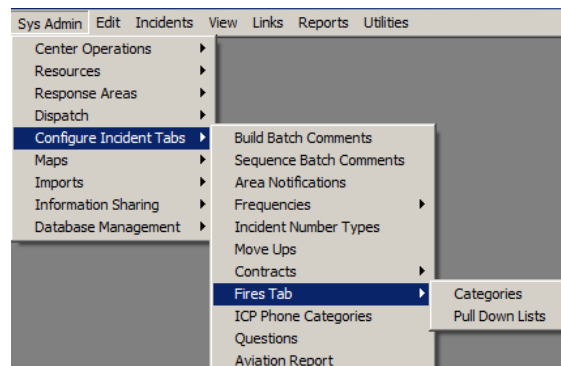 Sys Admin Edit Incidents View Links Reports Utilities
Center Operations
Resources
Response Areas
Dispatch
Configure Incident Tabs
Maps
Imports
Information Sharing
Database Management
Build Batch Comments
Sequence Batch Comments
Area Notifications
Frequencies
Incident Number Types
Move Ups
Contracts
Fires Tab
ICP Phone Categories
Questions
Aviation Report
Categories
Pull Down Lists